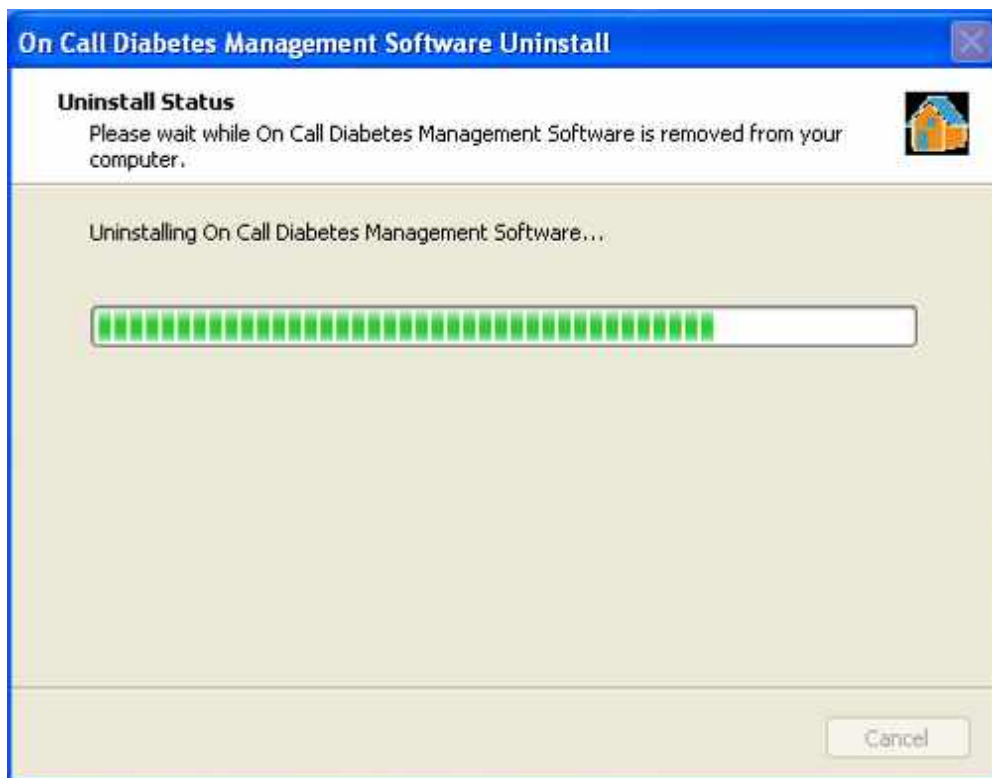 On Call Diabetes Management Software Uninstall
Uninstall Status
Please wait while On Call Diabetes Management Software is removed from your
computer.
Uninstalling On Call Diabetes Management Software...
Cancel